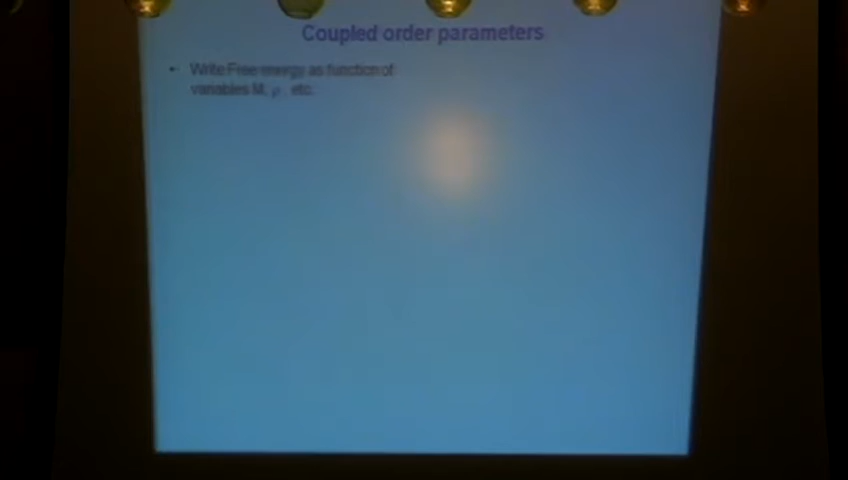 Coupled order parameters
• Write Free energy as function of
variables M, ρ, etc.